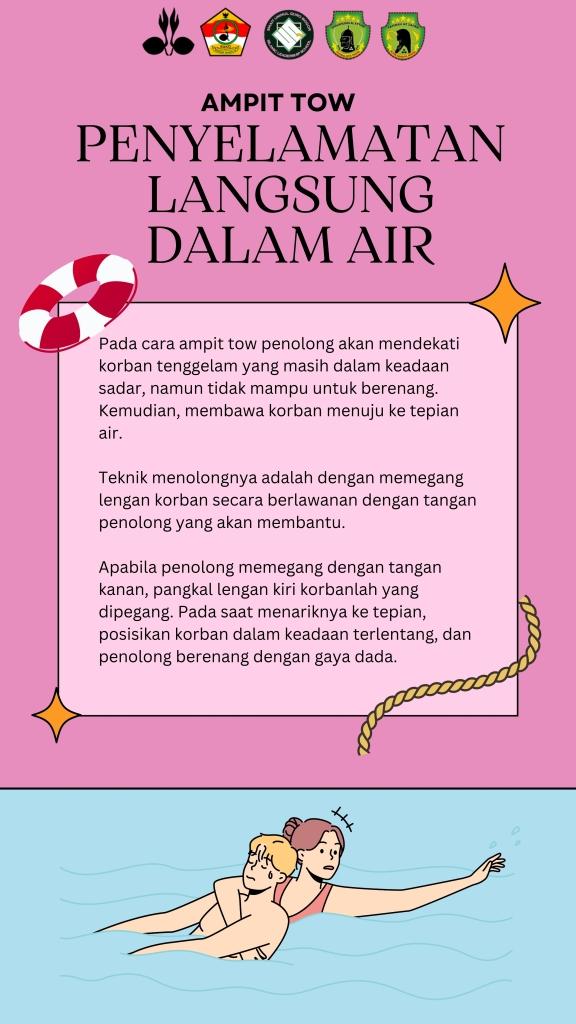 AMPIT TOW
PENYELAMATAN
LANGSUNG
DALAM AIR
Pada cara ampit tow penolong akan mendekati
korban tenggelam yang masih dalam keadaan
sadar, namun tidak mampu untuk berenang.
Kemudian, membawa korban menuju ke tepian
air.
Teknik menolongnya adalah dengan memegang
lengan korban secara berlawanan dengan tangan
penolong yang akan membantu.
Apabila penolong memegang dengan tangan
kanan, pangkal lengan kiri korbanlah yang
dipegang. Pada saat menariknya ke tepian,
posisikan korban dalam keadaan terlentang, dan
penolong berenang dengan gaya dada.